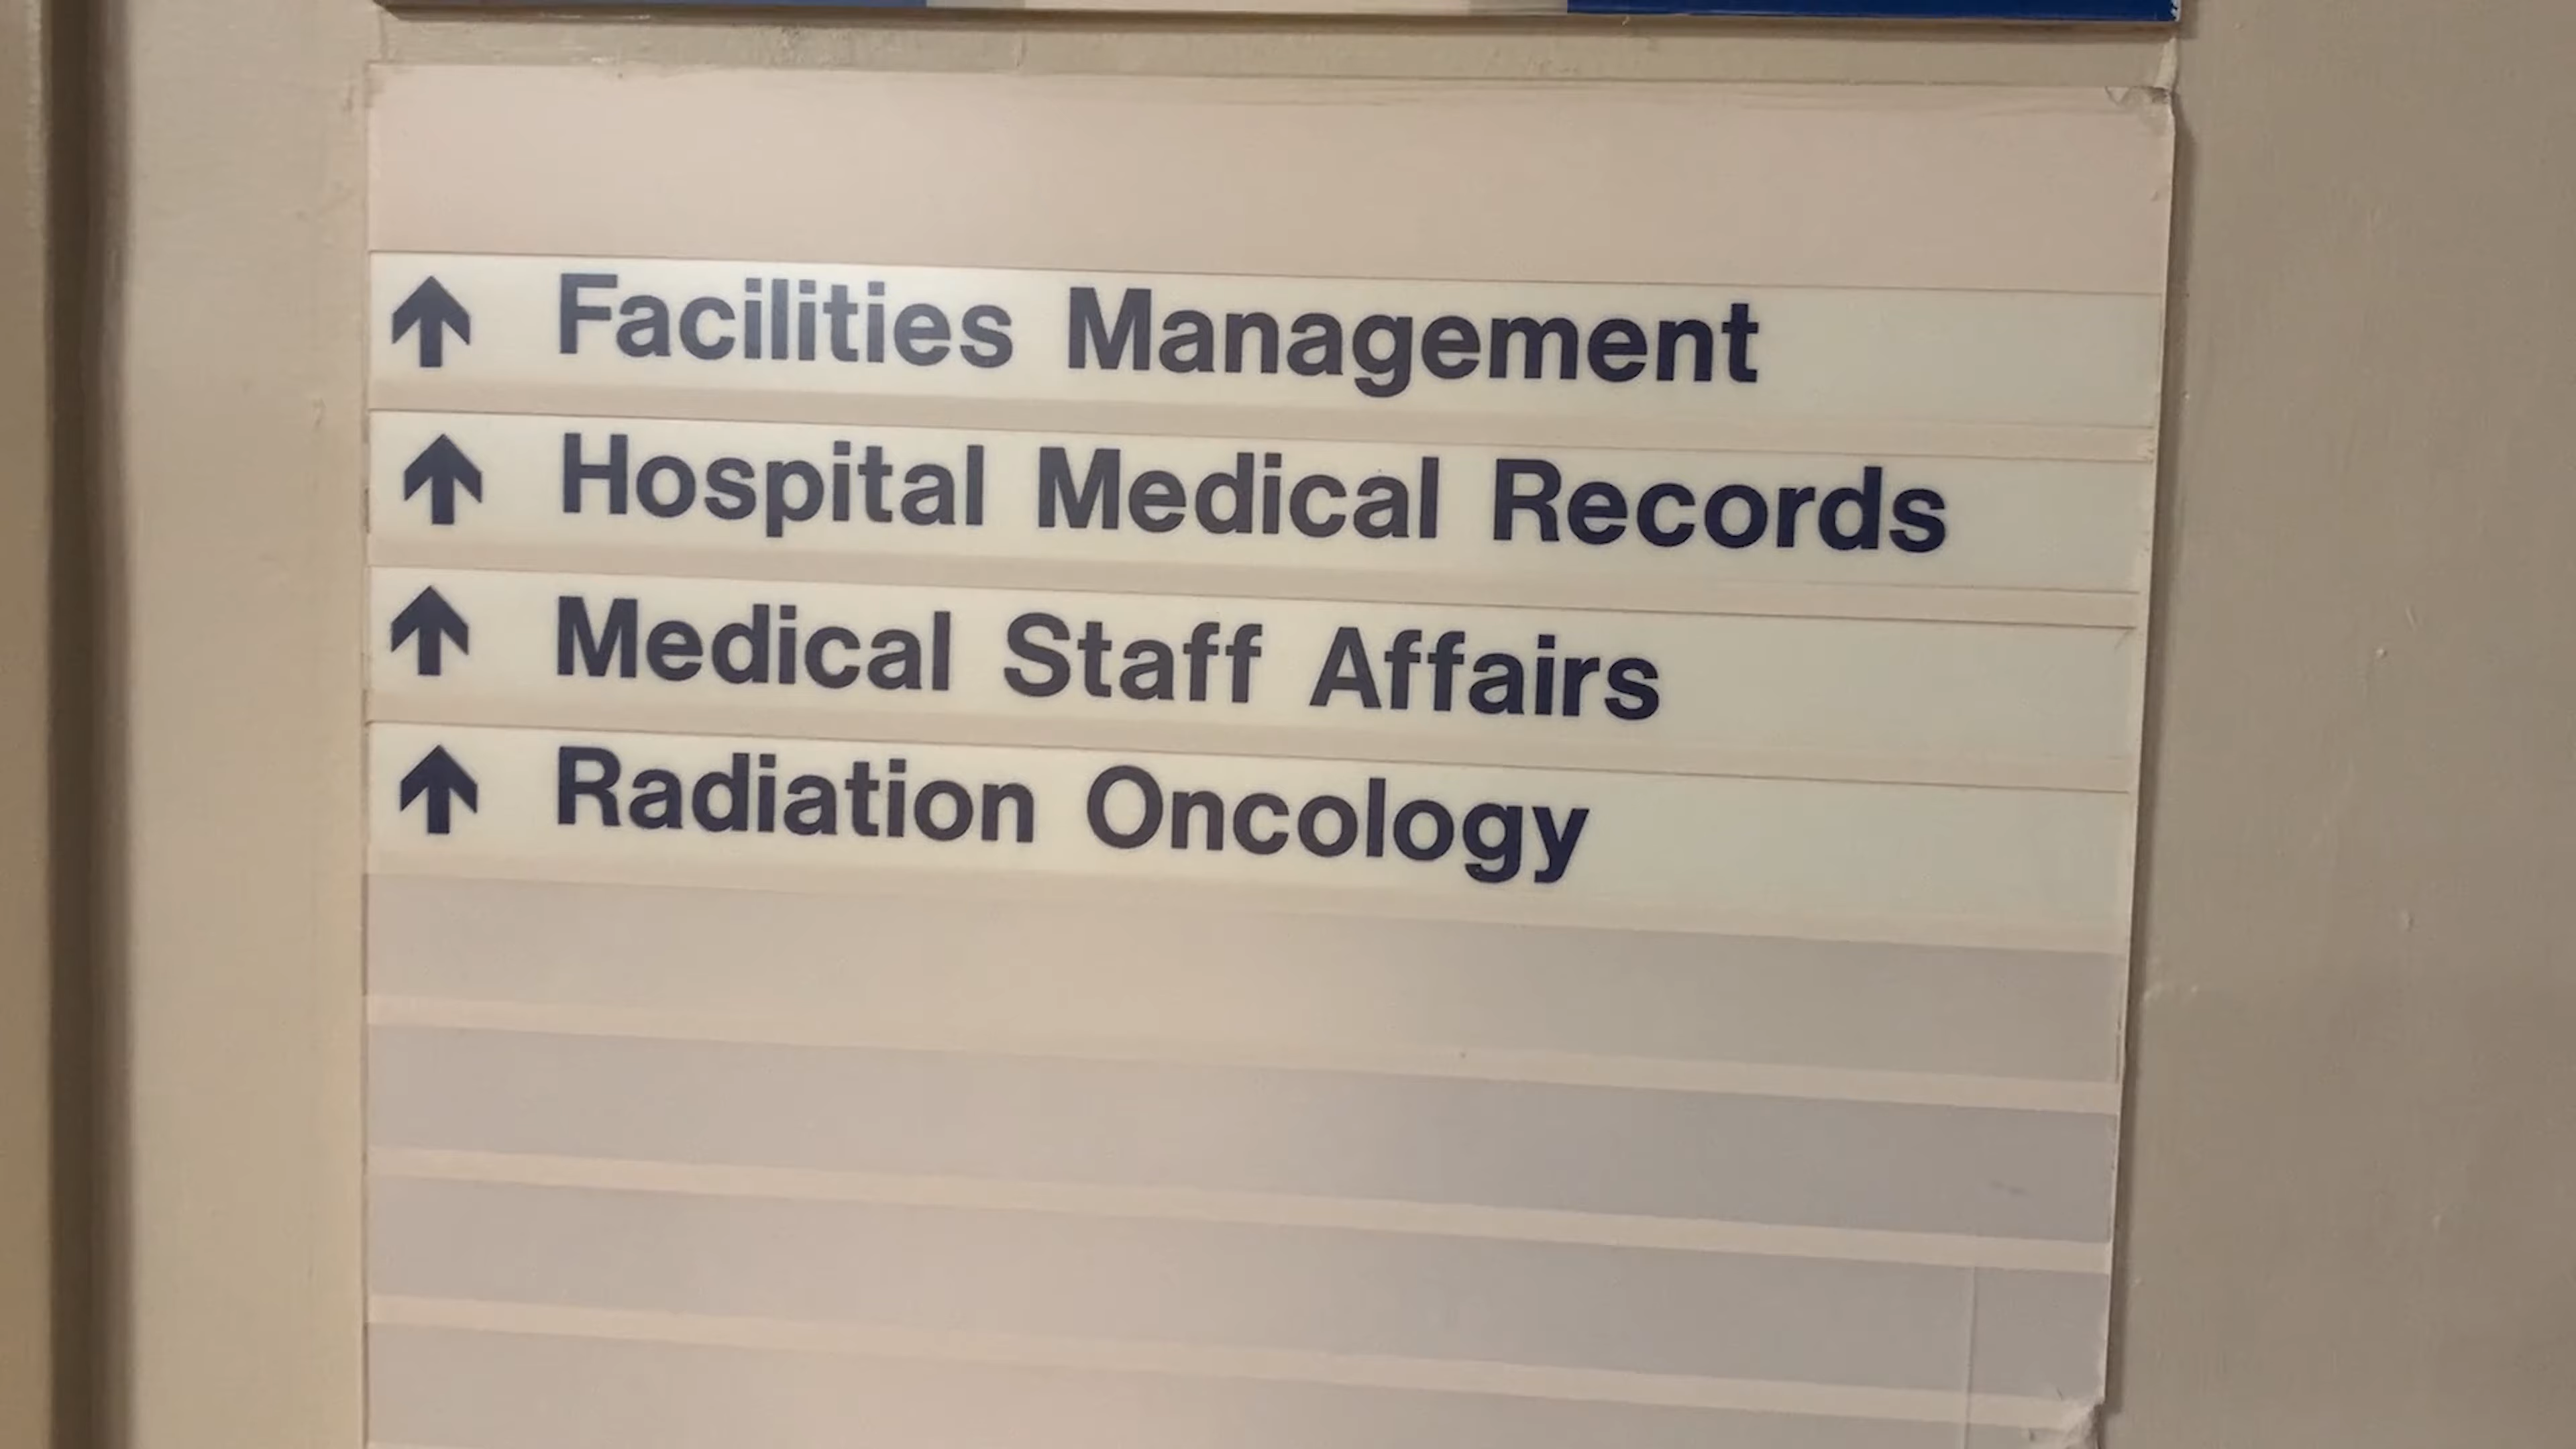 ↑ Facilities Management
↑ Hospital Medical Records
↑ Medical Staff Affairs
↑ Radiation Oncology